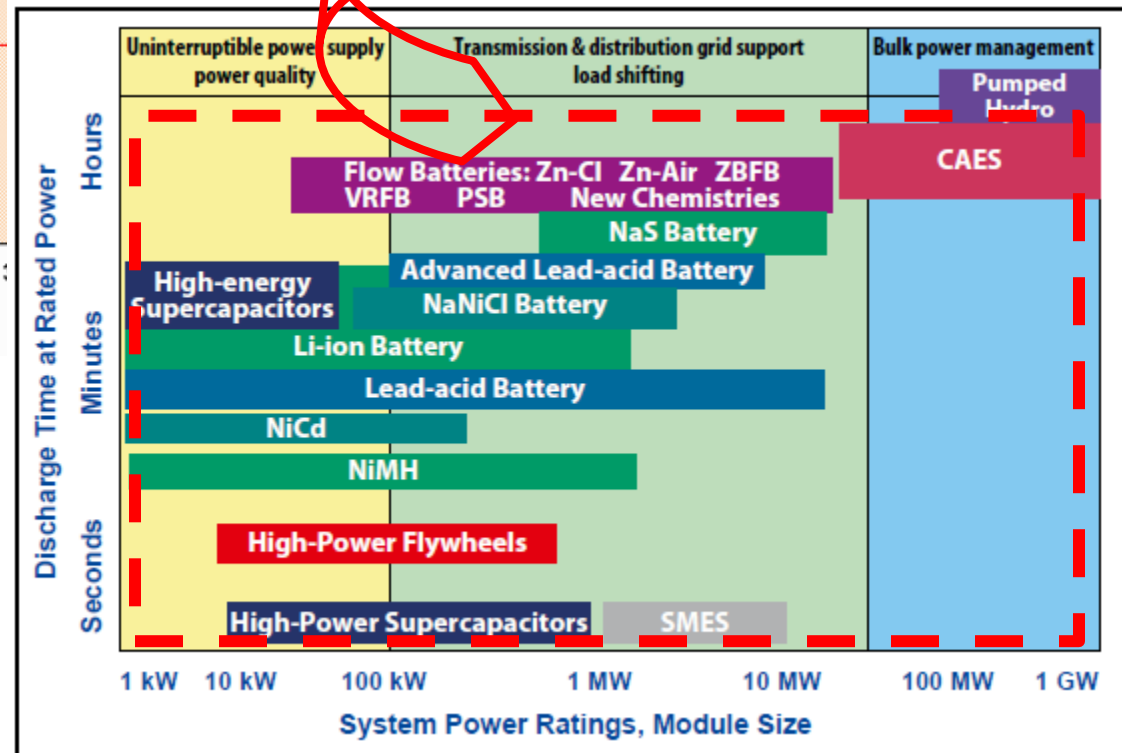 Uninterruptible power supply
power quality
Transmission & distribution grid support
load shifting
Bulk power management
Pumped
Hydro
CAES
Flow Batteries: Zn-Cl Zn-Air ZBFB
VRFB PSB New Chemistries
NaS Battery
Advanced Lead-acid Battery
High-energy
Supercapacitors
NaNiCl Battery
Li-ion Battery
Lead-acid Battery
NiCd
NiMH
High-Power Flywheels
High-Power Supercapacitors
SMES
Discharge Time at Rated Power
Hours
Minutes
Seconds
1 kW 10 kW 100 kW 1 MW 10 MW 100 MW 1 GW
System Power Ratings, Module Size